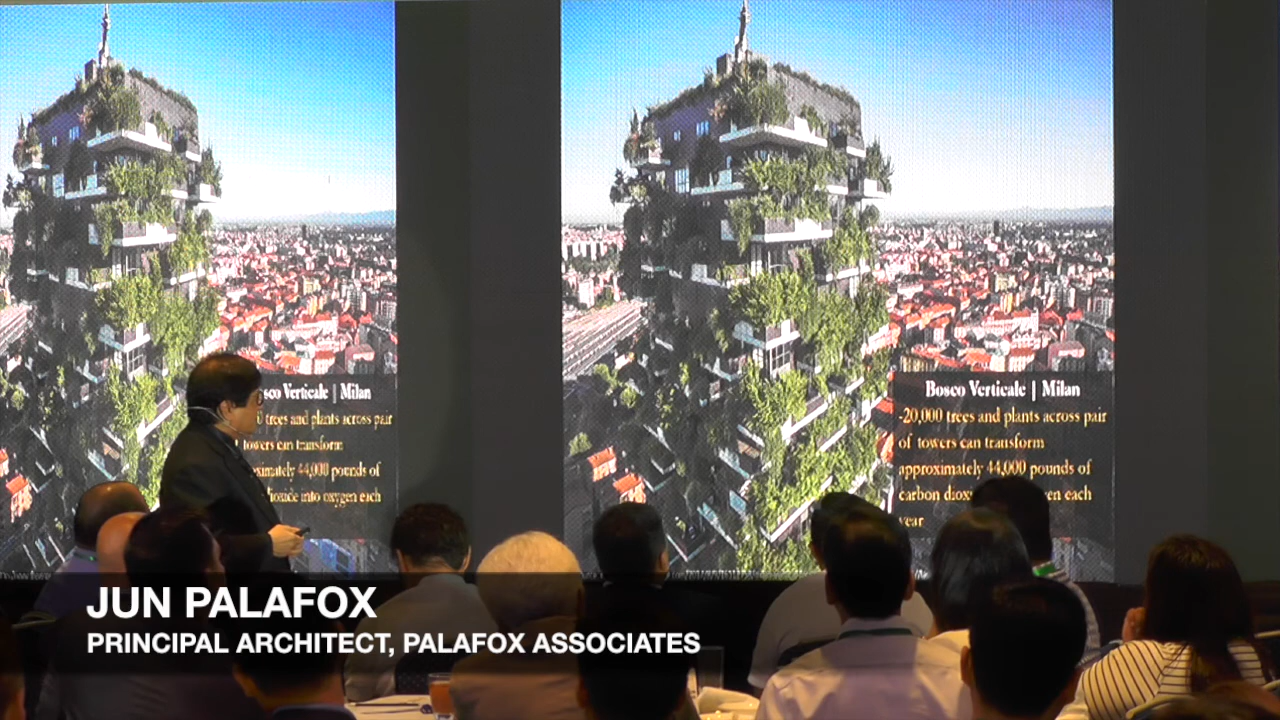 Bosco Verticale | Milan
trees and plants across pair
towers can transform
44,000 pounds of
into oxygen each
Bosco Verticale | Milan
-20,000 trees and plants across pair
of towers can transform
approximately 44,000 pounds of
carbon each
year
JUN PALAFOX
PRINCIPAL ARCHITECT, PALAFOX ASSOCIATES